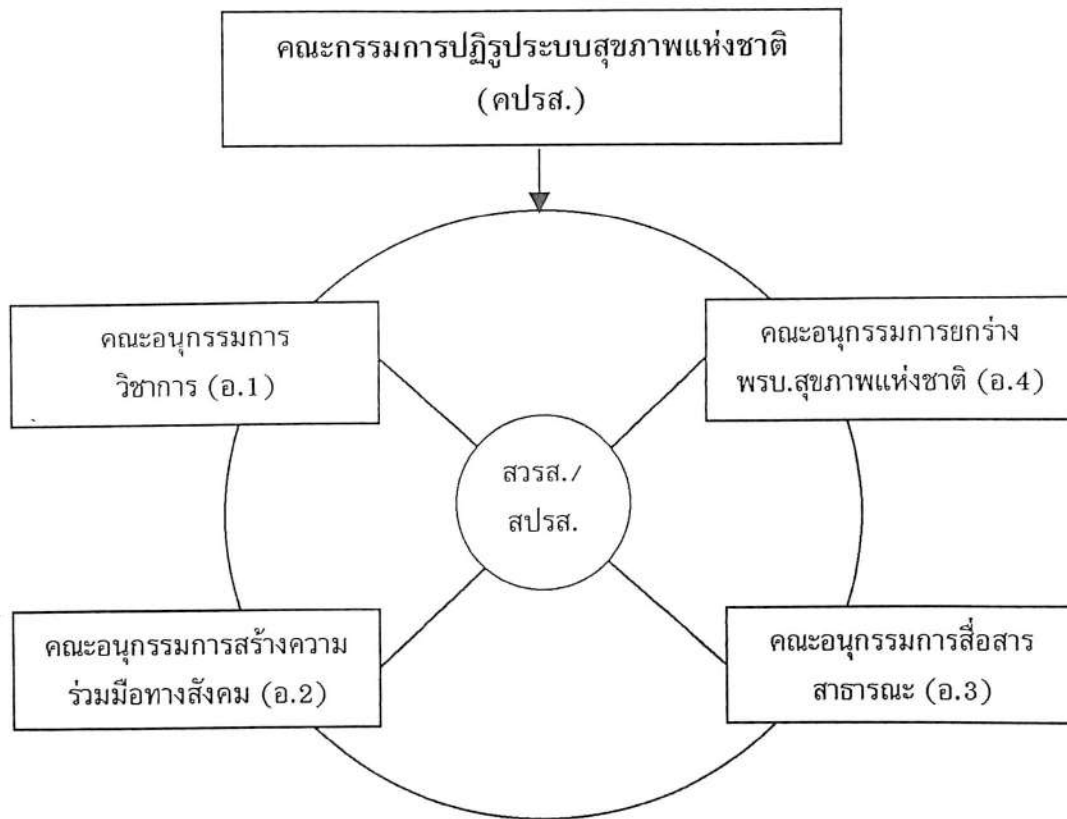 คณะกรรมการปฏิรูประบบสุขภาพแห่งชาติ
(คปรส.)
คณะอนุกรรมการ
วิชาการ (อ.1)
คณะอนุกรรมการยกร่าง
พรบ.สุขภาพแห่งชาติ (อ.4)
สวรส./
สปรส.
คณะอนุกรรมการสร้างความ
ร่วมมือทางสังคม (อ.2)
คณะอนุกรรมการสื่อสาร
สาธารณะ (อ.3)